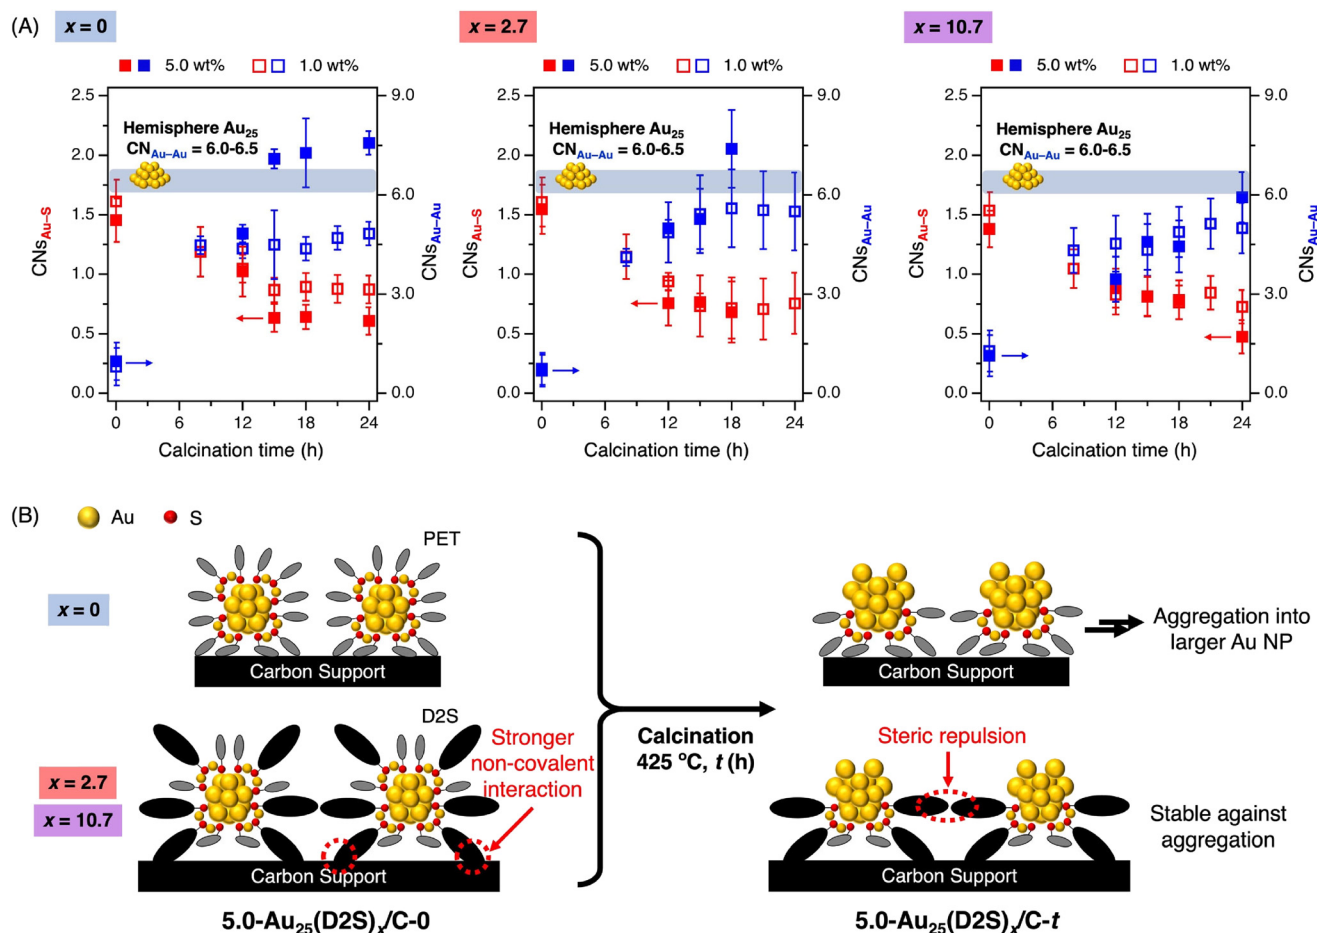 (A)
x = 0
x = 2.7
x = 10.7
5.0 wt%
1.0 wt%
5.0 wt%
1.0 wt%
5.0 wt%
1.0 wt%
2.5
2.0
1.5
1.0
0.5
0.0
9.0
6.0
3.0
0.0
Hemisphere Au25
CNAu–Au = 6.0-6.5
CNsAu–S
CNsAu–Au
0
6
12
18
24
Calcination time (h)
2.5
2.0
1.5
1.0
0.5
0.0
9.0
6.0
3.0
0.0
Hemisphere Au25
CNAu–Au = 6.0-6.5
CNsAu–S
CNsAu–Au
0
6
12
18
24
Calcination time (h)
2.5
2.0
1.5
1.0
0.5
0.0
9.0
6.0
3.0
0.0
Hemisphere Au25
CNAu–Au = 6.0-6.5
CNsAu–S
CNsAu–Au
0
6
12
18
24
Calcination time (h)
(B)
Au
S
PET
x = 0
Carbon Support
Carbon Support
Aggregation into
larger Au NP
D2S
Stronger
non-covalent
interaction
x = 2.7
x = 10.7
Carbon Support
Calcination
425 °C, t (h)
Steric repulsion
Stable against
aggregation
Carbon Support
5.0-Au25(D2S)x/C-0
5.0-Au25(D2S)x/C-t